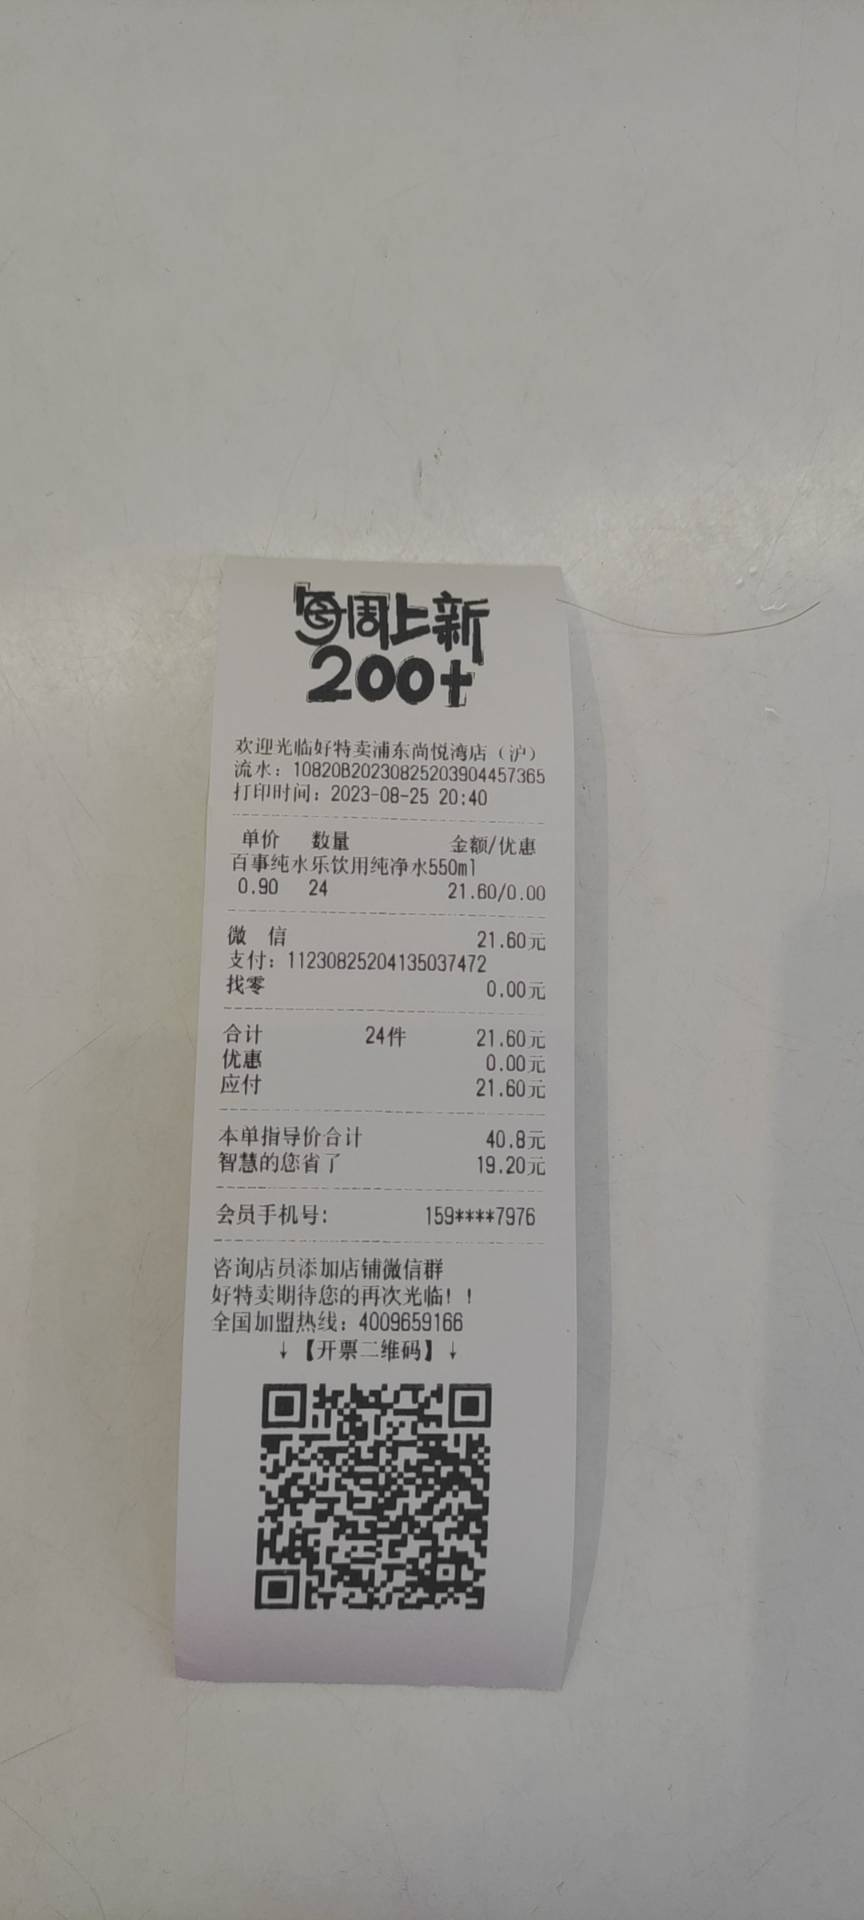 每周上新
200+
欢迎光临好特卖浦东尚悦湾店（沪）
流水：10820B20230825203904457365
打印时间：2023-08-25 20:40
单价 数量 金额/优惠
百事纯水乐饮用纯净水550ml
0.90 24 21.60/0.00
微 信 21.60元
支付：11230825204135037472
找零 0.00元
合计 24件 21.60元
优惠 0.00元
应付 21.60元
本单指导价合计 40.8元
智慧的您省了 19.20元
会员手机号: 159****7976
咨询店员添加店铺微信群
好特卖期待您的再次光临！！
全国加盟热线：4009659166
↓【开票二维码】↓